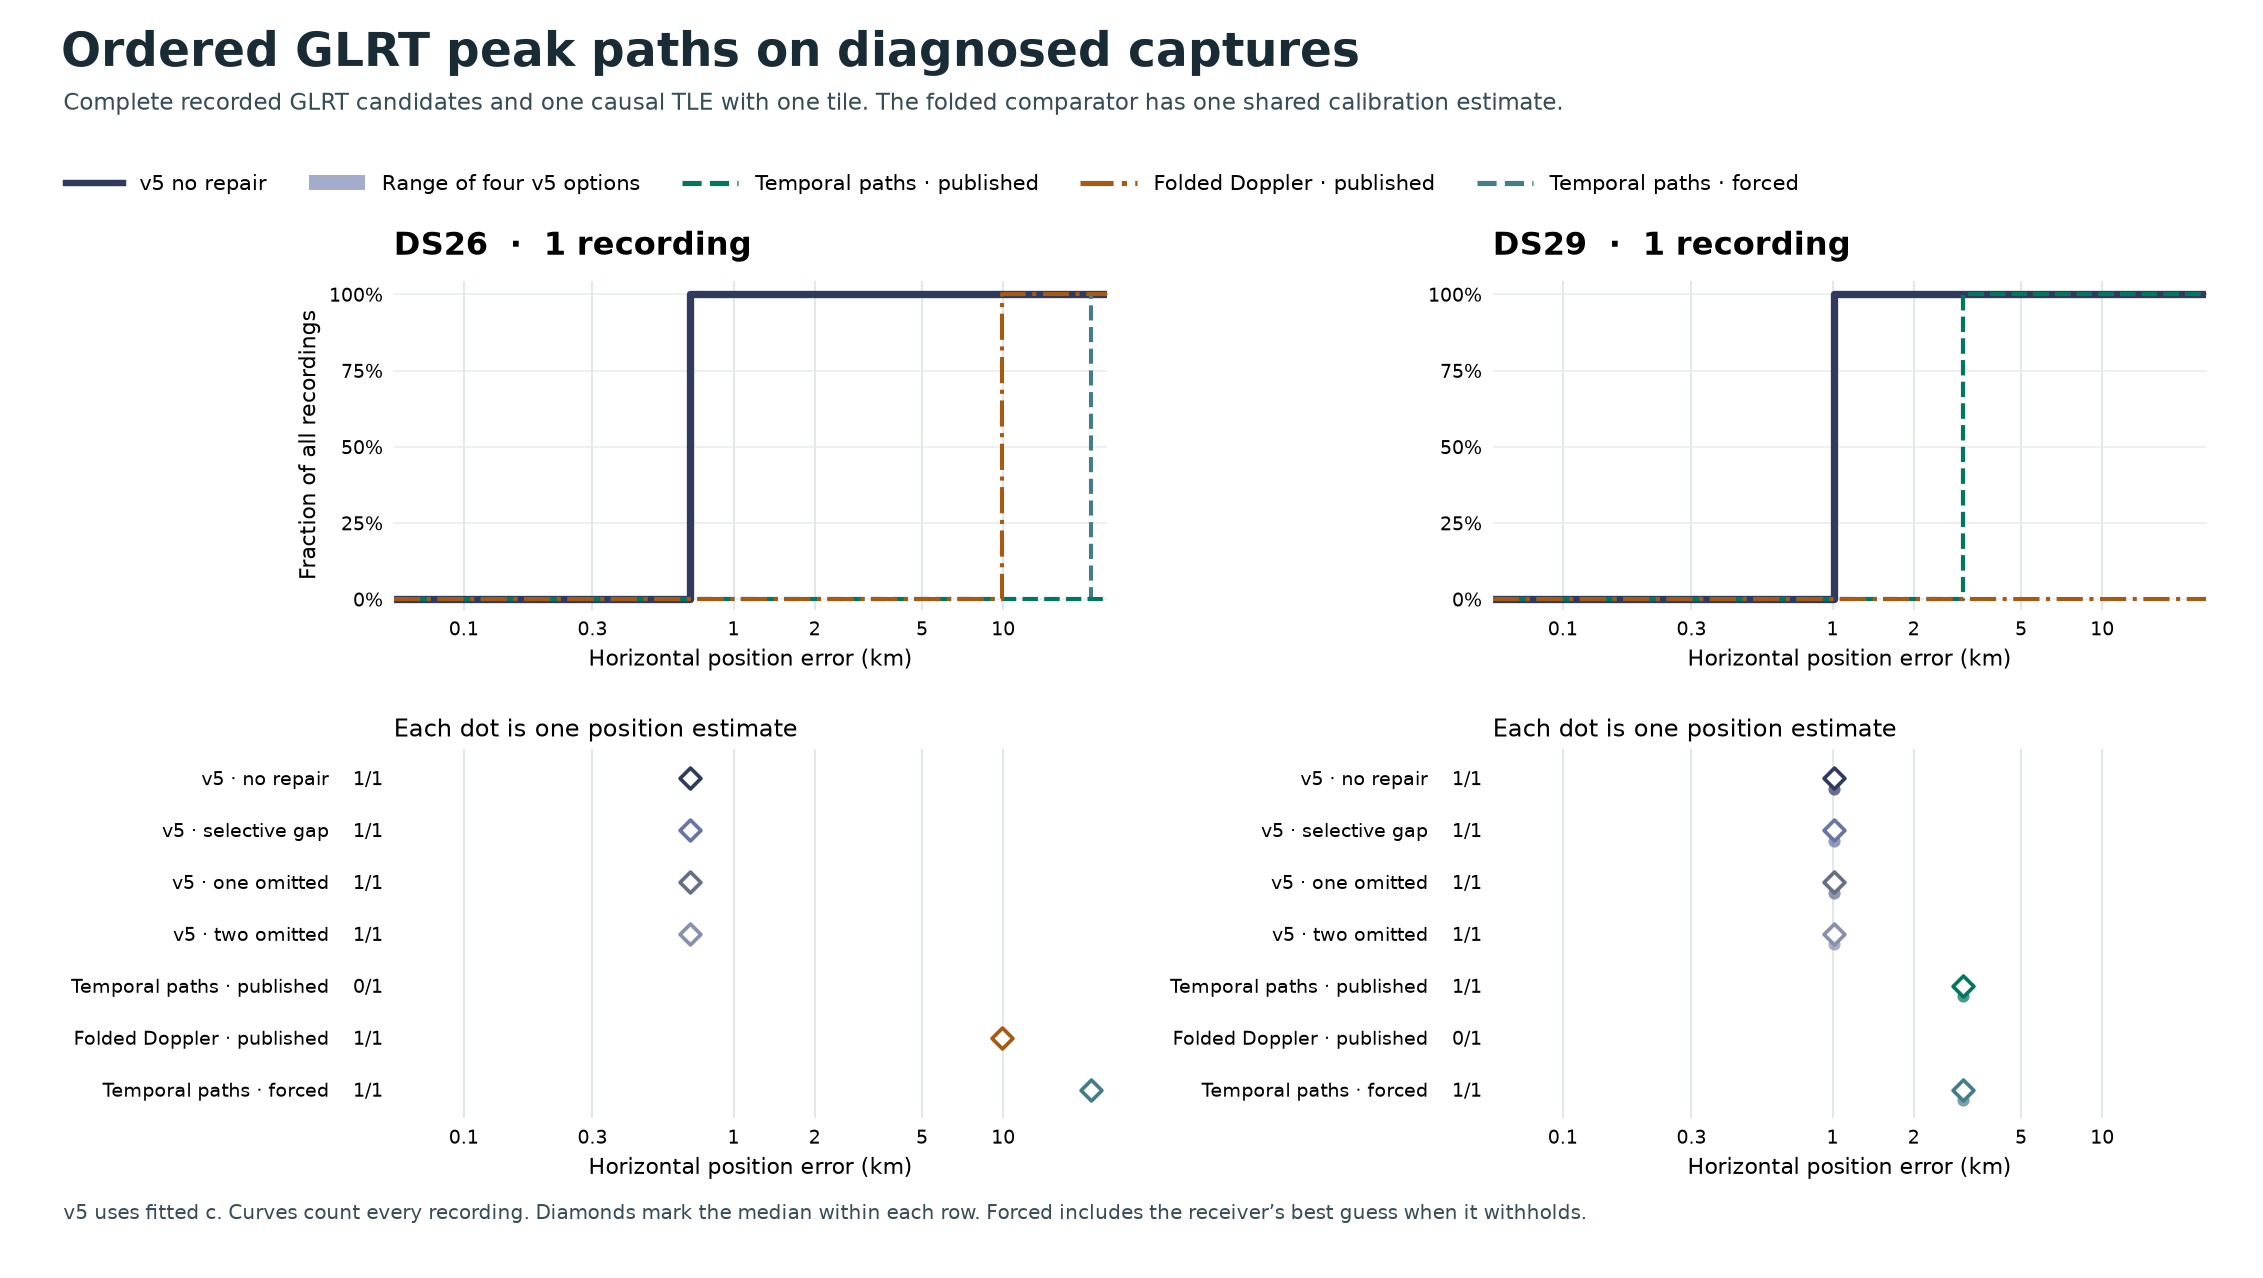 Ordered GLRT peak paths on diagnosed captures
Complete recorded GLRT candidates and one causal TLE with one tile. The folded comparator has one shared calibration estimate.
v5 no repair
Range of four v5 options
Temporal paths · published
Folded Doppler · published
Temporal paths · forced
DS26 · 1 recording
Fraction of all recordings
100%
75%
50%
25%
0%
0.1 0.3 1 2 5 10
Horizontal position error (km)
DS29 · 1 recording
100%
75%
50%
25%
0%
0.1 0.3 1 2 5 10
Horizontal position error (km)
Each dot is one position estimate
v5 · no repair 1/1
v5 · selective gap 1/1
v5 · one omitted 1/1
v5 · two omitted 1/1
Temporal paths · published 0/1
Folded Doppler · published 1/1
Temporal paths · forced 1/1
0.1 0.3 1 2 5 10
Horizontal position error (km)
Each dot is one position estimate
v5 · no repair 1/1
v5 · selective gap 1/1
v5 · one omitted 1/1
v5 · two omitted 1/1
Temporal paths · published 1/1
Folded Doppler · published 0/1
Temporal paths · forced 1/1
0.1 0.3 1 2 5 10
Horizontal position error (km)
v5 uses fitted c. Curves count every recording. Diamonds mark the median within each row. Forced includes the receiver’s best guess when it withholds.